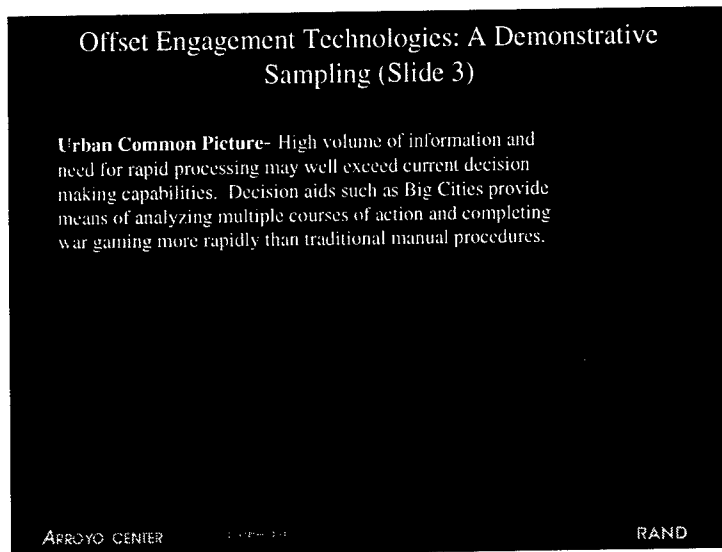 Offset Engagement Technologies: A Demonstrative
Sampling (Slide 3)
Urban Common Picture- High volume of information and
need for rapid processing may well exceed current decision
making capabilities. Decision aids such as Big Cities provide
means of analyzing multiple courses of action and completing
war gaming more rapidly than traditional manual procedures.
ARROYO CENTER
RAND